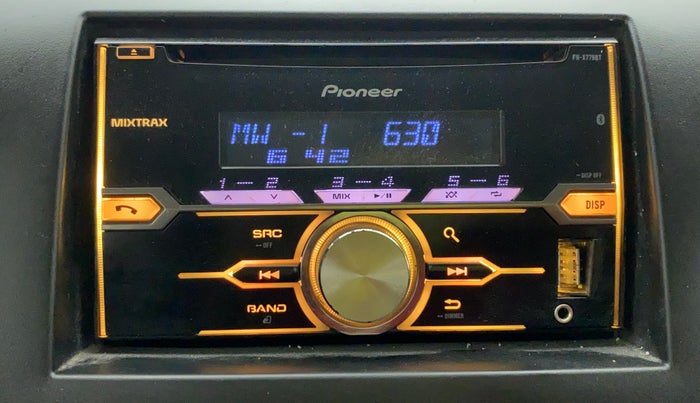 FH-X779BT
Pioneer
MIXTRAX
MW -1 630
6 42
DISP OFF
1 — 2 3 — 4 5 — 6
MIX ▶/II
DISP
SRC
OFF
BAND
DIMMER